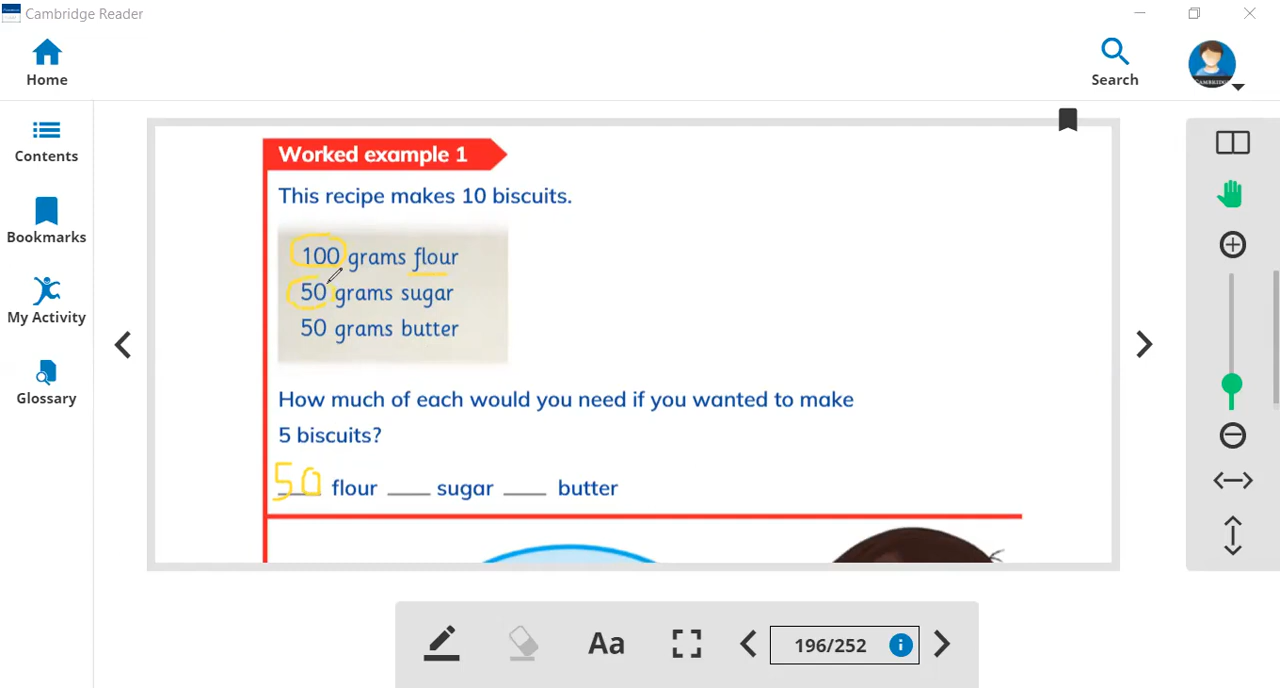 Cambridge Reader
Home
Search
Contents
Bookmarks
My Activity
Glossary
Worked example 1
This recipe makes 10 biscuits.
100 grams flour
50 grams sugar
50 grams butter
How much of each would you need if you wanted to make
5 biscuits?
50 flour ____ sugar ____ butter
Aa
196/252